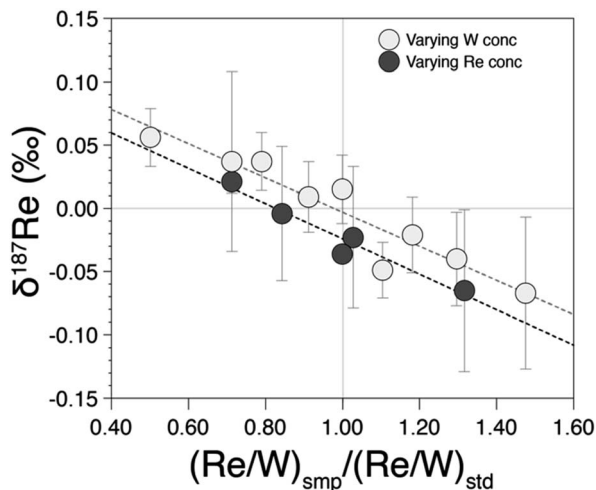 0.15
0.10
0.05
0.00
-0.05
-0.10
-0.15
δ¹⁸⁷Re (‰)
Varying W conc
Varying Re conc
0.40 0.60 0.80 1.00 1.20 1.40 1.60
(Re/W)smp/(Re/W)std